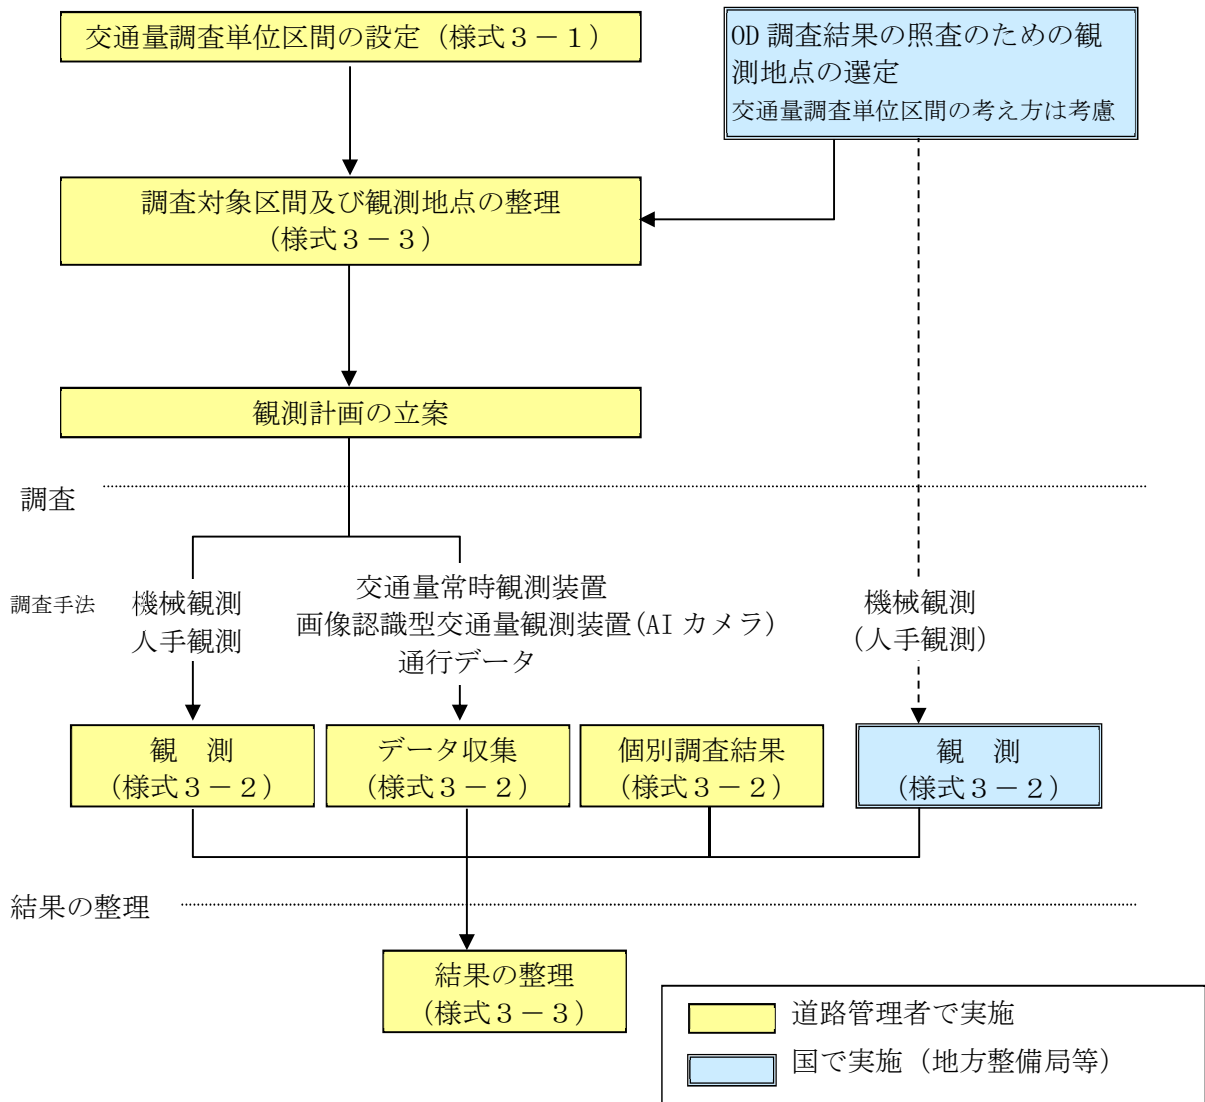 交通量調査単位区間の設定（様式３－１）
OD 調査結果の照査のための観
測地点の選定
交通量調査単位区間の考え方は考慮
調査対象区間及び観測地点の整理
（様式３－３）
観測計画の立案
調査
調査手法
機械観測
人手観測
交通量常時観測装置
画像認識型交通量観測装置(AI カメラ)
通行データ
機械観測
(人手観測)
観　測
（様式３－２）
データ収集
（様式３－２）
個別調査結果
（様式３－２）
観　測
（様式３－２）
結果の整理
結果の整理
（様式３－３）
道路管理者で実施
国で実施（地方整備局等）